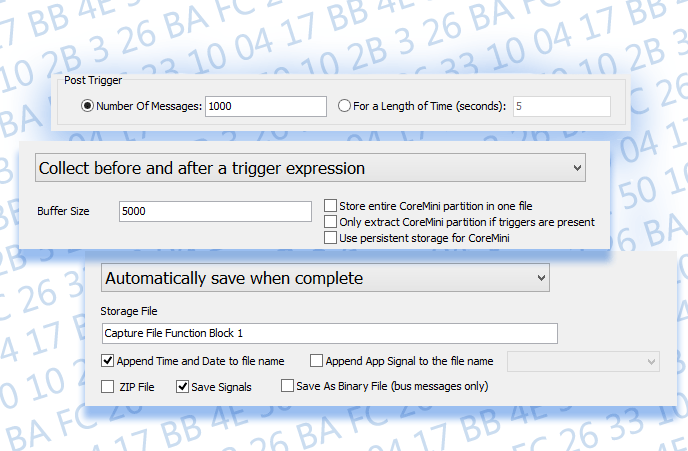 Post Trigger
Number Of Messages: 1000 For a Length of Time (seconds): 5
Collect before and after a trigger expression
Buffer Size 5000
Store entire CoreMini partition in one file
Only extract CoreMini partition if triggers are present
Use persistent storage for CoreMini
Automatically save when complete
Storage File
Capture File Function Block 1
Append Time and Date to file name Append App Signal to the file name
ZIP File Save Signals Save As Binary File (bus messages only)